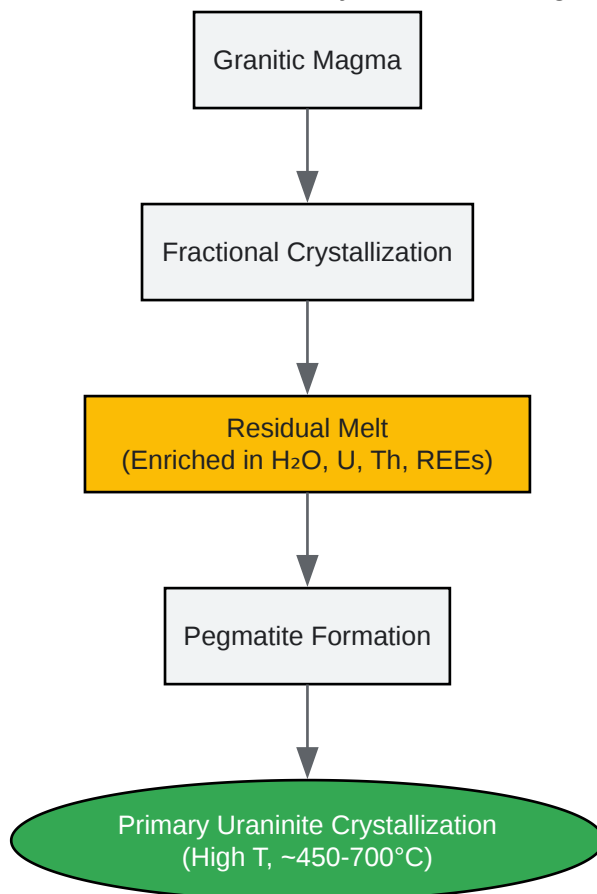 Granitic Magma
Fractional Crystallization
Residual Melt
(Enriched in H₂O, U, Th, REEs)
Pegmatite Formation
Primary Uraninite Crystallization
(High T, ~450-700°C)